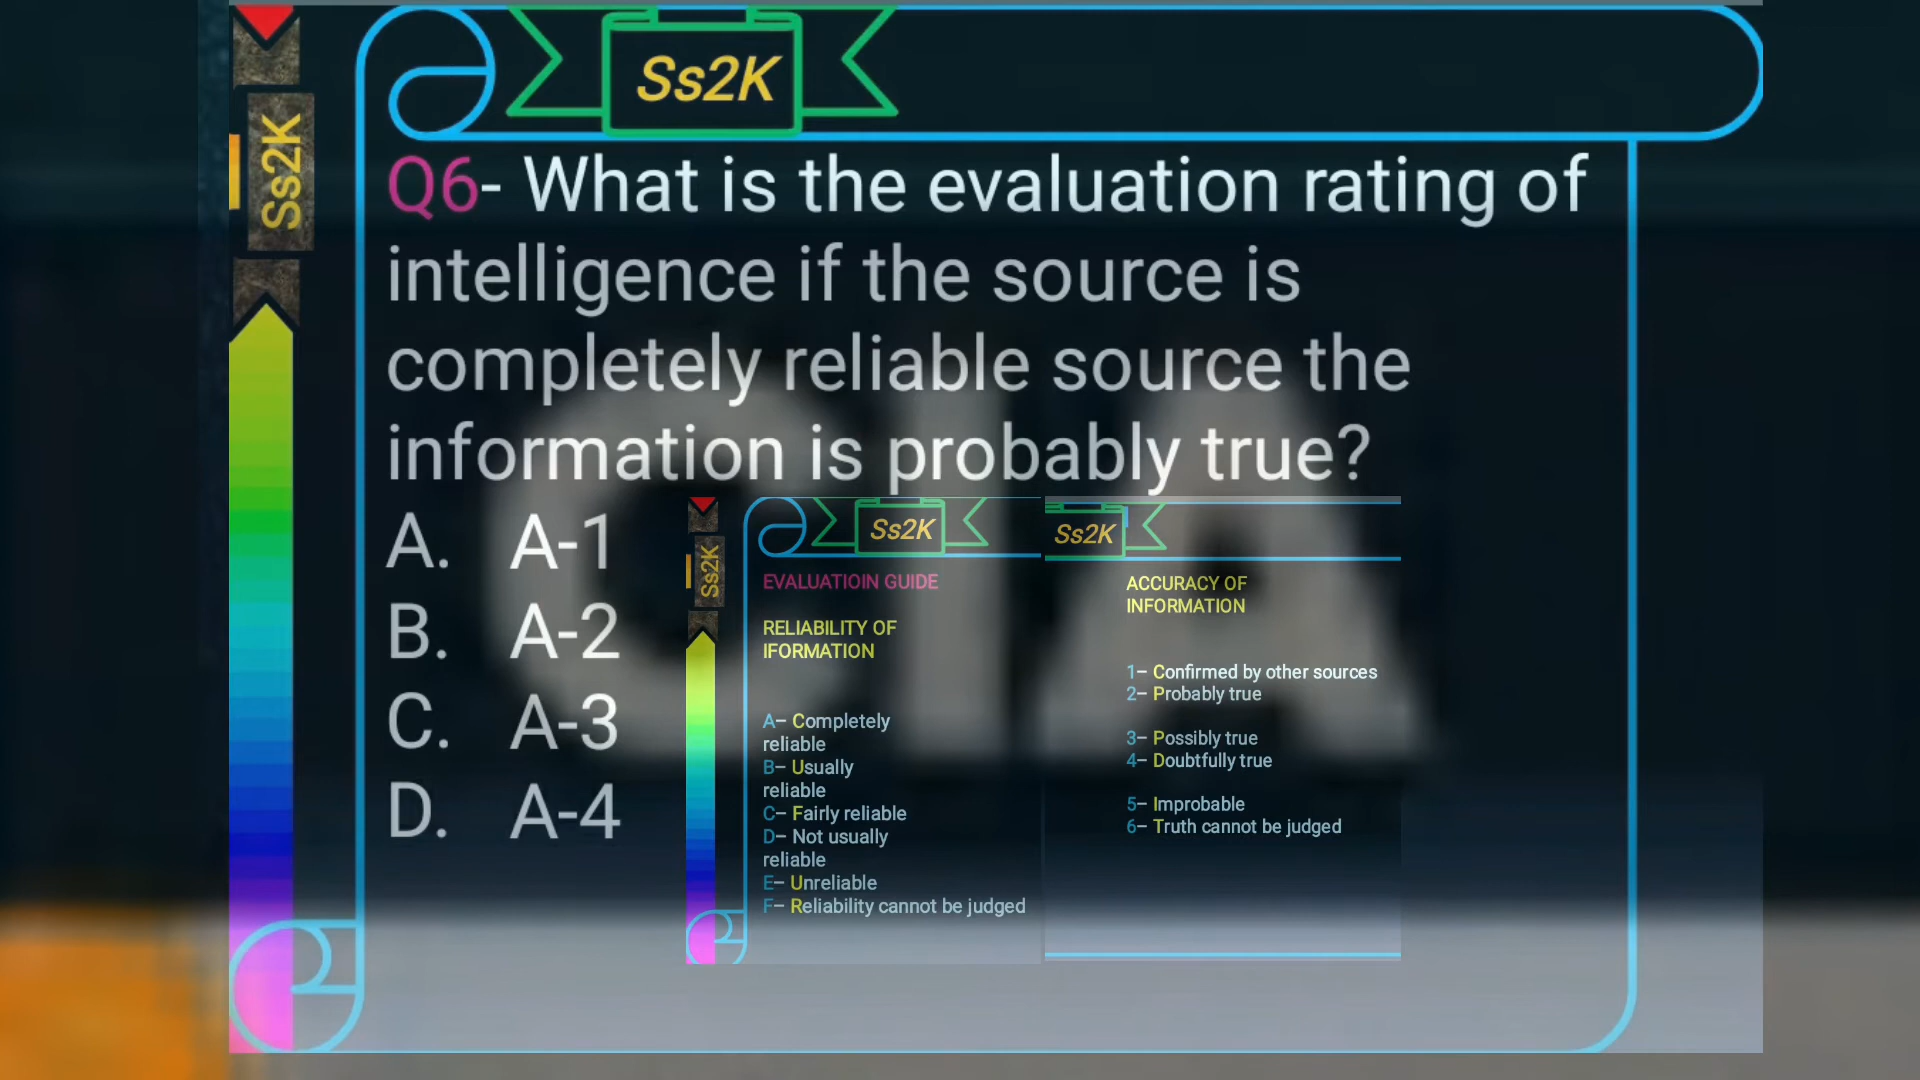 Ss2K
Ss2K
Q6- What is the evaluation rating of
intelligence if the source is
completely reliable source the
information is probably true?
A. A-1
B. A-2
C. A-3
D. A-4
CIA
Ss2K
Ss2K
EVALUATIOIN GUIDE
RELIABILITY OF
IFORMATION
A– Completely
reliable
B– Usually
reliable
C– Fairly reliable
D– Not usually
reliable
E– Unreliable
F– Reliability cannot be judged
Ss2K
ACCURACY OF
INFORMATION
1– Confirmed by other sources
2– Probably true
3– Possibly true
4– Doubtfully true
5– Improbable
6– Truth cannot be judged